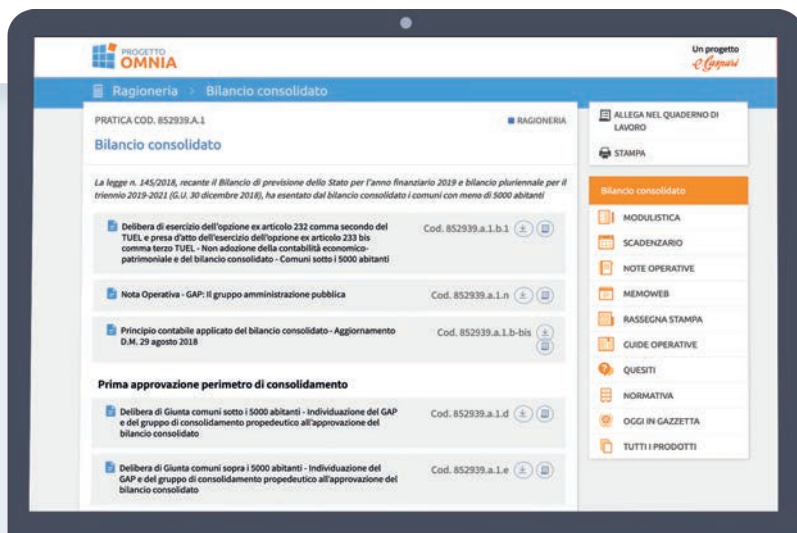 PROGETTO
OMNIA
Un progetto
e.Gaspari
Ragioneria > Bilancio consolidato
PRATICA COD. 852939.A.1
RAGIONERIA
Bilancio consolidato
La legge n. 145/2018, recante il Bilancio di previsione dello Stato per l'anno finanziario 2019 e bilancio pluriennale per il
triennio 2019-2021 (G.U. 30 dicembre 2018), ha esentato dal bilancio consolidato i comuni con meno di 5000 abitanti
Delibera di esercizio dell'opzione ex articolo 232 comma secondo del
TUEL e presa d'atto dell'esercizio dell'opzione ex articolo 233 bis
comma terzo TUEL - Non adozione della contabilità economico-
patrimoniale e del bilancio consolidato - Comuni sotto i 5000 abitanti
Cod. 852939.a.1.b.1
Nota Operativa - GAP: Il gruppo amministrazione pubblica
Cod. 852939.a.1.n
Principio contabile applicato del bilancio consolidato - Aggiornamento
D.M. 29 agosto 2018
Cod. 852939.a.1.b-bis
Prima approvazione perimetro di consolidamento
Delibera di Giunta comuni sotto i 5000 abitanti - Individuazione del GAP
e del gruppo di consolidamento propedeutico all'approvazione del
bilancio consolidato
Cod. 852939.a.1.d
Delibera di Giunta comuni sopra i 5000 abitanti - Individuazione del
GAP e del gruppo di consolidamento propedeutico all'approvazione del
bilancio consolidato
Cod. 852939.a.1.e
ALLEGA NEL QUADERNO DI
LAVORO
STAMPA
Bilancio consolidato
MODULISTICA
SCADENZARIO
NOTE OPERATIVE
MEMOWEB
RASSEGNA STAMPA
GUIDE OPERATIVE
QUESITI
NORMATIVA
OGGI IN GAZZETTA
TUTTI I PRODOTTI